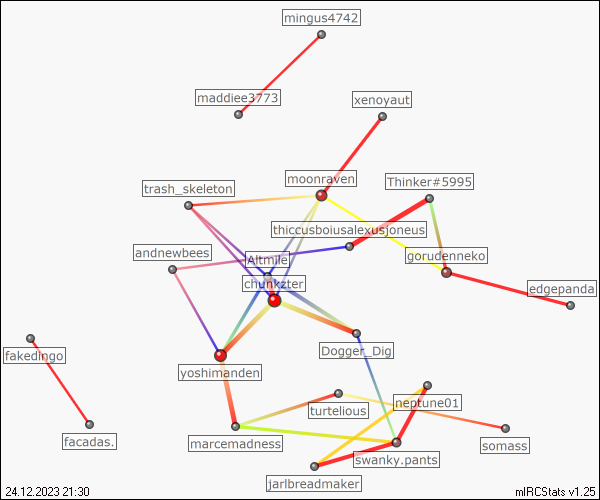 mingus4742
maddiee3773
xenoyaut
moonraven
Thinker#5995
trash_skeleton
thiccusboiusalexusjoneus
andnewbees
Altmile
gorudenneko
chunkzter
edgepanda
fakedingo
Dogger_Dig
yoshimanden
neptune01
turtelious
facadas.
marcemadness
somass
swanky.pants
jarlbreadmaker
24.12.2023 21:30
mIRCStats v1.25